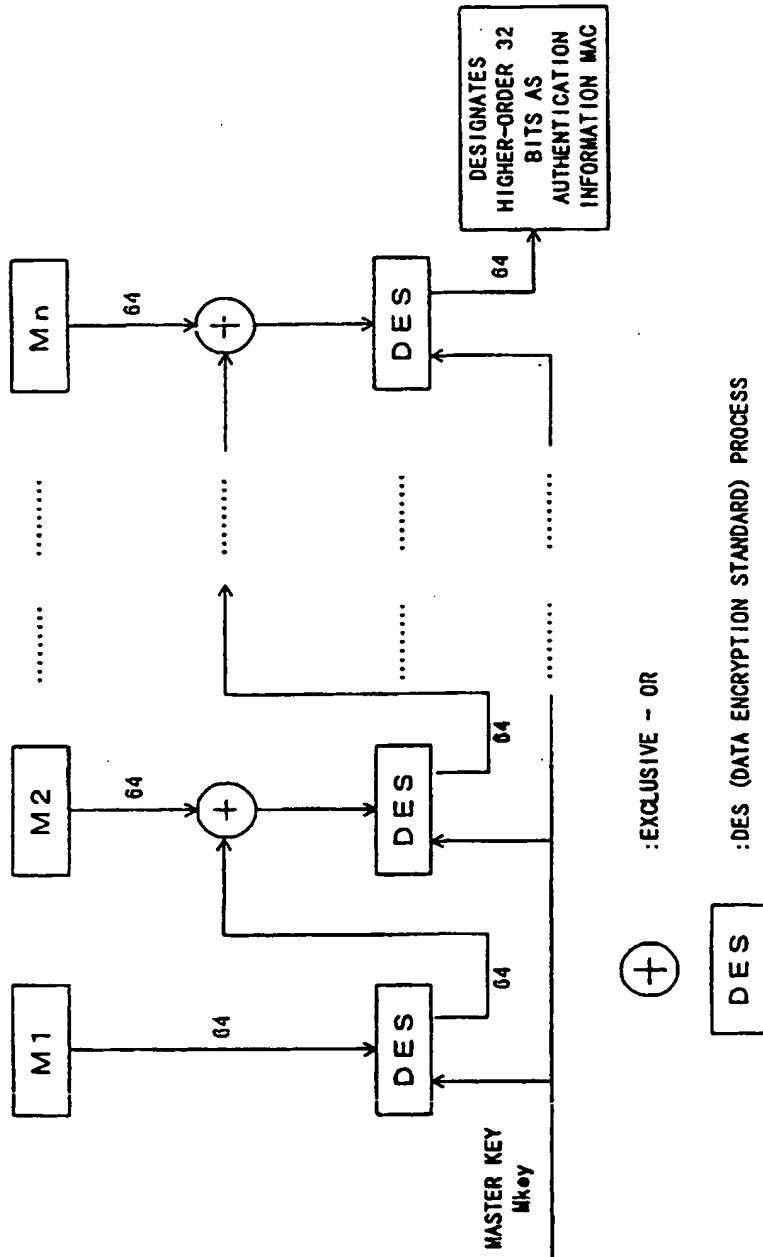 M1
M2
......... .........
Mn
64
64
64
+
......... .........
+
DES
DES
......... .........
DES
64
64
64
DESIGNATES
HIGHER-ORDER 32
BITS AS
AUTHENTICATION
INFORMATION MAC
MASTER KEY
Mkey
......... .........
+ :EXCLUSIVE - OR
DES :DES (DATA ENCRYPTION STANDARD) PROCESS